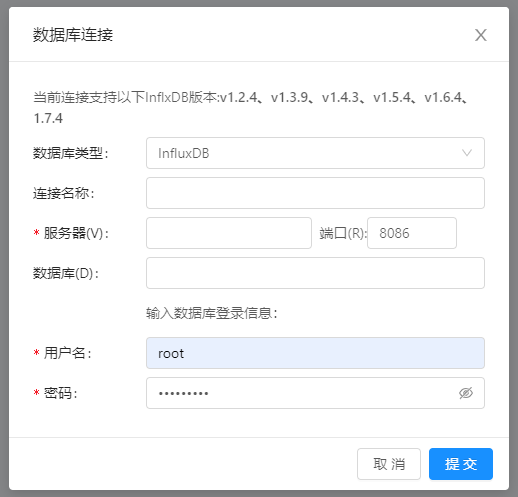 数据库连接
当前连接支持以下InflxDB版本:v1.2.4、v1.3.9、v1.4.3、v1.5.4、v1.6.4、
1.7.4
数据库类型: InfluxDB
连接名称:
* 服务器(V): 端口(R): 8086
数据库(D):
输入数据库登录信息:
* 用户名: root
* 密码: •••••••••
取 消 提 交